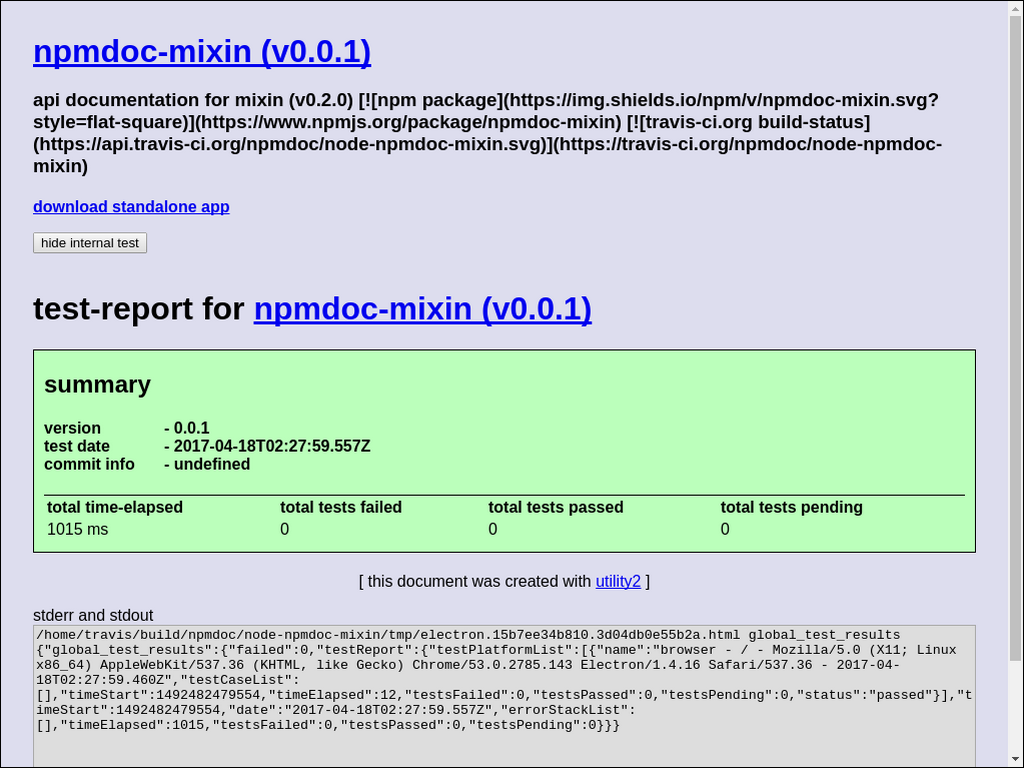 npmdoc-mixin (v0.0.1)
api documentation for mixin (v0.2.0) [![npm package](https://img.shields.io/npm/v/npmdoc-mixin.svg?
style=flat-square)](https://www.npmjs.org/package/npmdoc-mixin) [![travis-ci.org build-status]
(https://api.travis-ci.org/npmdoc/node-npmdoc-mixin.svg)](https://travis-ci.org/npmdoc/node-npmdoc-
mixin)
download standalone app
hide internal test
test-report for npmdoc-mixin (v0.0.1)
summary
version - 0.0.1
test date - 2017-04-18T02:27:59.557Z
commit info - undefined
total time-elapsed total tests failed total tests passed total tests pending
1015 ms 0 0 0
[ this document was created with utility2 ]
stderr and stdout
/home/travis/build/npmdoc/node-npmdoc-mixin/tmp/electron.15b7ee34b810.3d04db0e55b2a.html global_test_results
{"global_test_results":{"failed":0,"testReport":{"testPlatformList":[{"name":"browser - / - Mozilla/5.0 (X11; Linux
x86_64) AppleWebKit/537.36 (KHTML, like Gecko) Chrome/53.0.2785.143 Electron/1.4.16 Safari/537.36 - 2017-04-
18T02:27:59.460Z","testCaseList":
[],"timeStart":1492482479554,"timeElapsed":12,"testsFailed":0,"testsPassed":0,"testsPending":0,"status":"passed"}],"t
imeStart":1492482479554,"date":"2017-04-18T02:27:59.557Z","errorStackList":
[],"timeElapsed":1015,"testsFailed":0,"testsPassed":0,"testsPending":0}}}